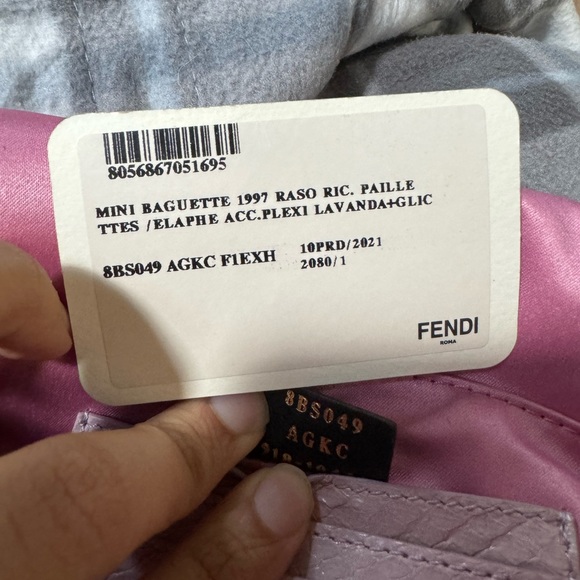 8056867051695
MINI BAGUETTE 1997 RASO RIC. PAILLE
TTES /ELAPHE ACC.PLEXI LAVANDA+GLIC
8BS049 AGKC F1EXH
10PRD/2021
2080/1
FENDI
ROMA
8BS049
AGKC